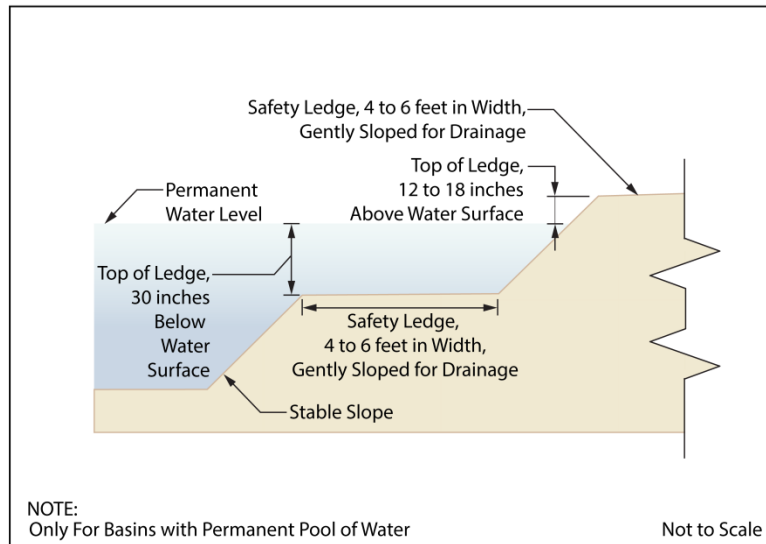 Safety Ledge, 4 to 6 feet in Width,
Gently Sloped for Drainage
Top of Ledge,
12 to 18 inches
Above Water Surface
Permanent
Water Level
Top of Ledge,
30 inches
Below
Water
Surface
Safety Ledge,
4 to 6 feet in Width,
Gently Sloped for Drainage
Stable Slope
NOTE:
Only For Basins with Permanent Pool of Water
Not to Scale